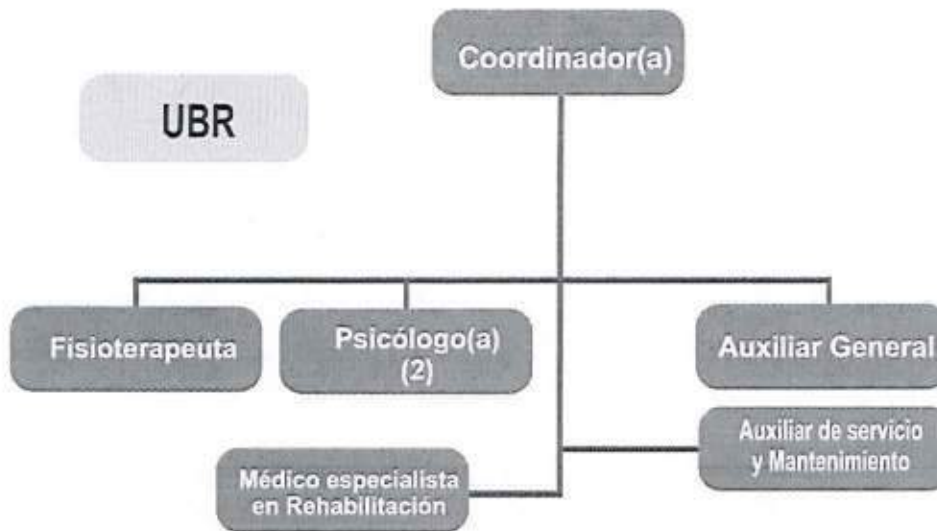 Coordinador(a)
UBR
Fisioterapeuta
Psicólogo(a)
(2)
Auxiliar General
Auxiliar de servicio
y Mantenimiento
Médico especialista
en Rehabilitación